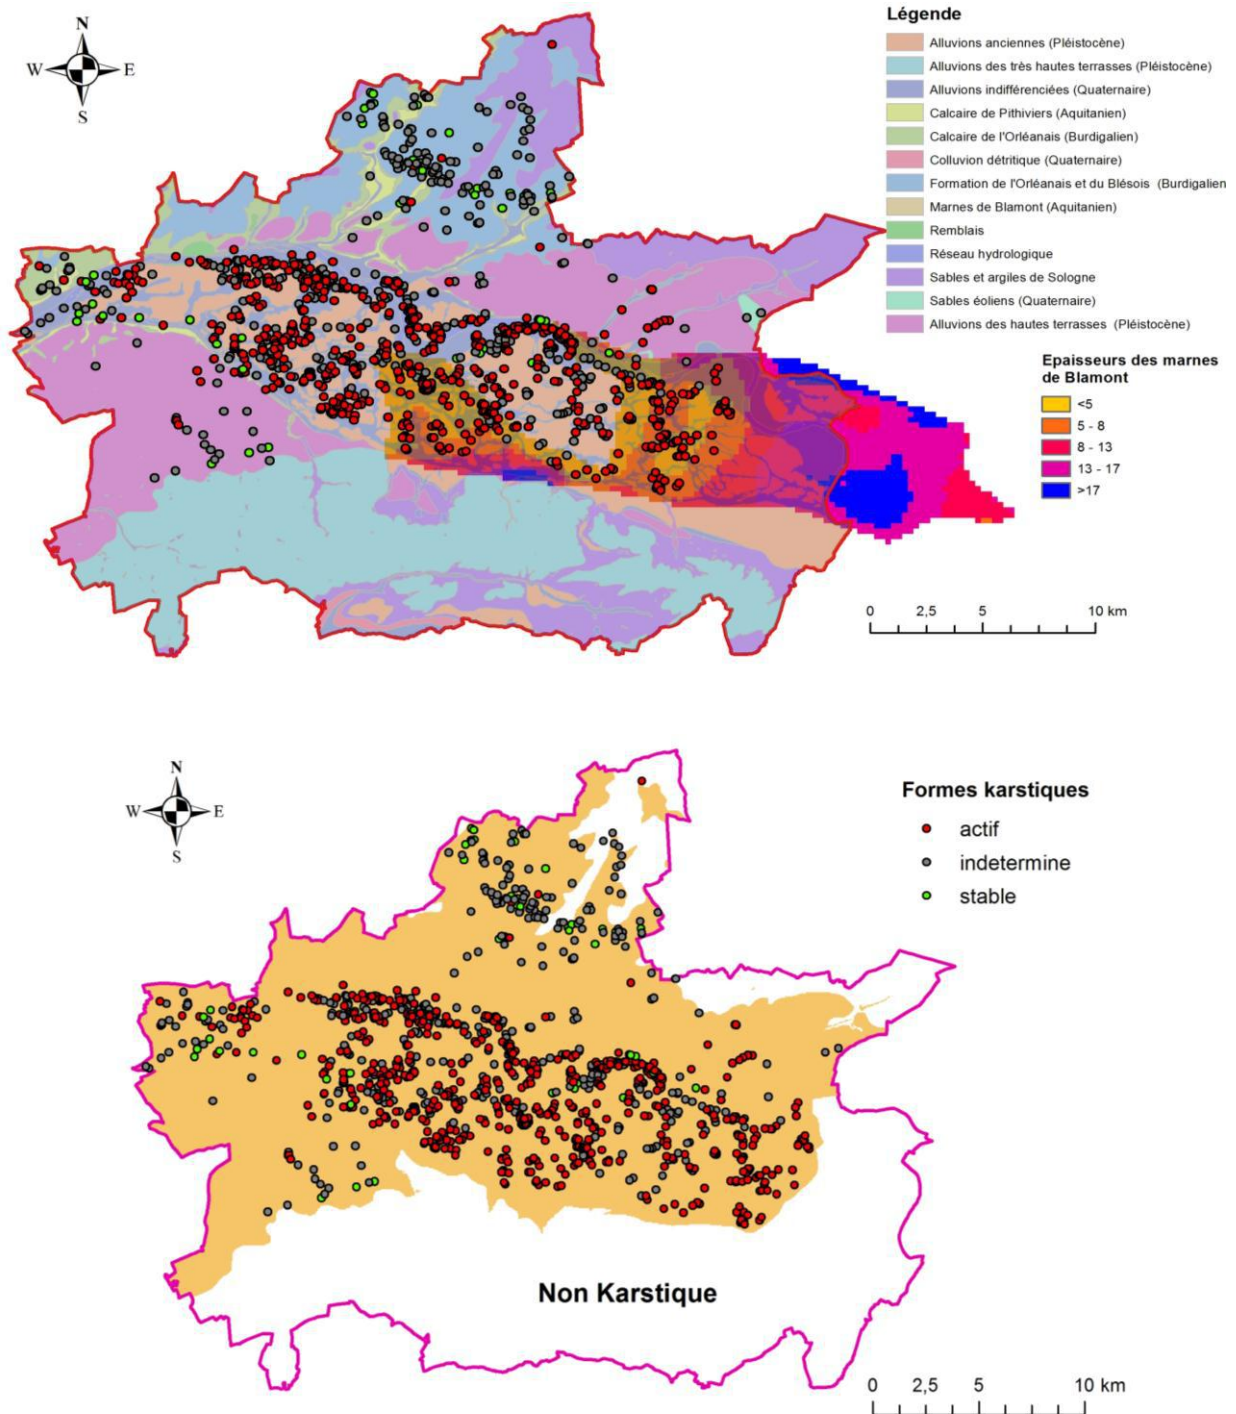 N
W E
S
Légende
Alluvions anciennes (Pléistocène)
Alluvions des très hautes terrasses (Pléistocène)
Alluvions indifférenciées (Quaternaire)
Calcaire de Pithiviers (Aquitanien)
Calcaire de l'Orléanais (Burdigalien)
Colluvion détritique (Quaternaire)
Formation de l'Orléanais et du Blésois (Burdigalien
Marnes de Blamont (Aquitanien)
Remblais
Réseau hydrologique
Sables et argiles de Sologne
Sables éoliens (Quaternaire)
Alluvions des hautes terrasses (Pléistocène)
Epaisseurs des marnes
de Blamont
<5
5 - 8
8 - 13
13 - 17
>17
0 2,5 5 10 km
N
W E
S
Formes karstiques
actif
indetermine
stable
Non Karstique
0 2,5 5 10 km